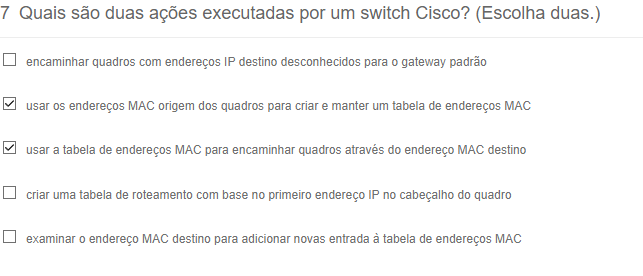 7 Quais são duas ações executadas por um switch Cisco? (Escolha duas.)
encaminhar quadros com endereços IP destino desconhecidos para o gateway padrão
usar os endereços MAC origem dos quadros para criar e manter um tabela de endereços MAC
usar a tabela de endereços MAC para encaminhar quadros através do endereço MAC destino
criar uma tabela de roteamento com base no primeiro endereço IP no cabeçalho do quadro
examinar o endereço MAC destino para adicionar novas entrada à tabela de endereços MAC